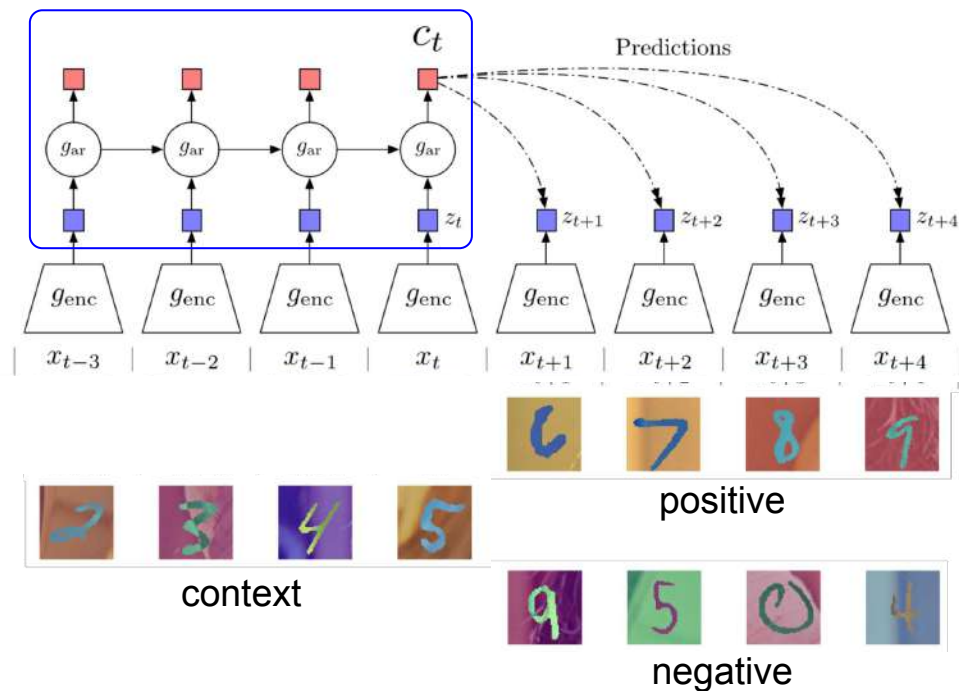 c_t
Predictions
g_ar g_ar g_ar g_ar
z_t z_{t+1} z_{t+2} z_{t+3} z_{t+4}
g_enc g_enc g_enc g_enc g_enc g_enc g_enc g_enc
x_{t-3} x_{t-2} x_{t-1} x_t x_{t+1} x_{t+2} x_{t+3} x_{t+4}
6 7 8 9
positive
2 3 4 5
context
9 5 0 4
negative